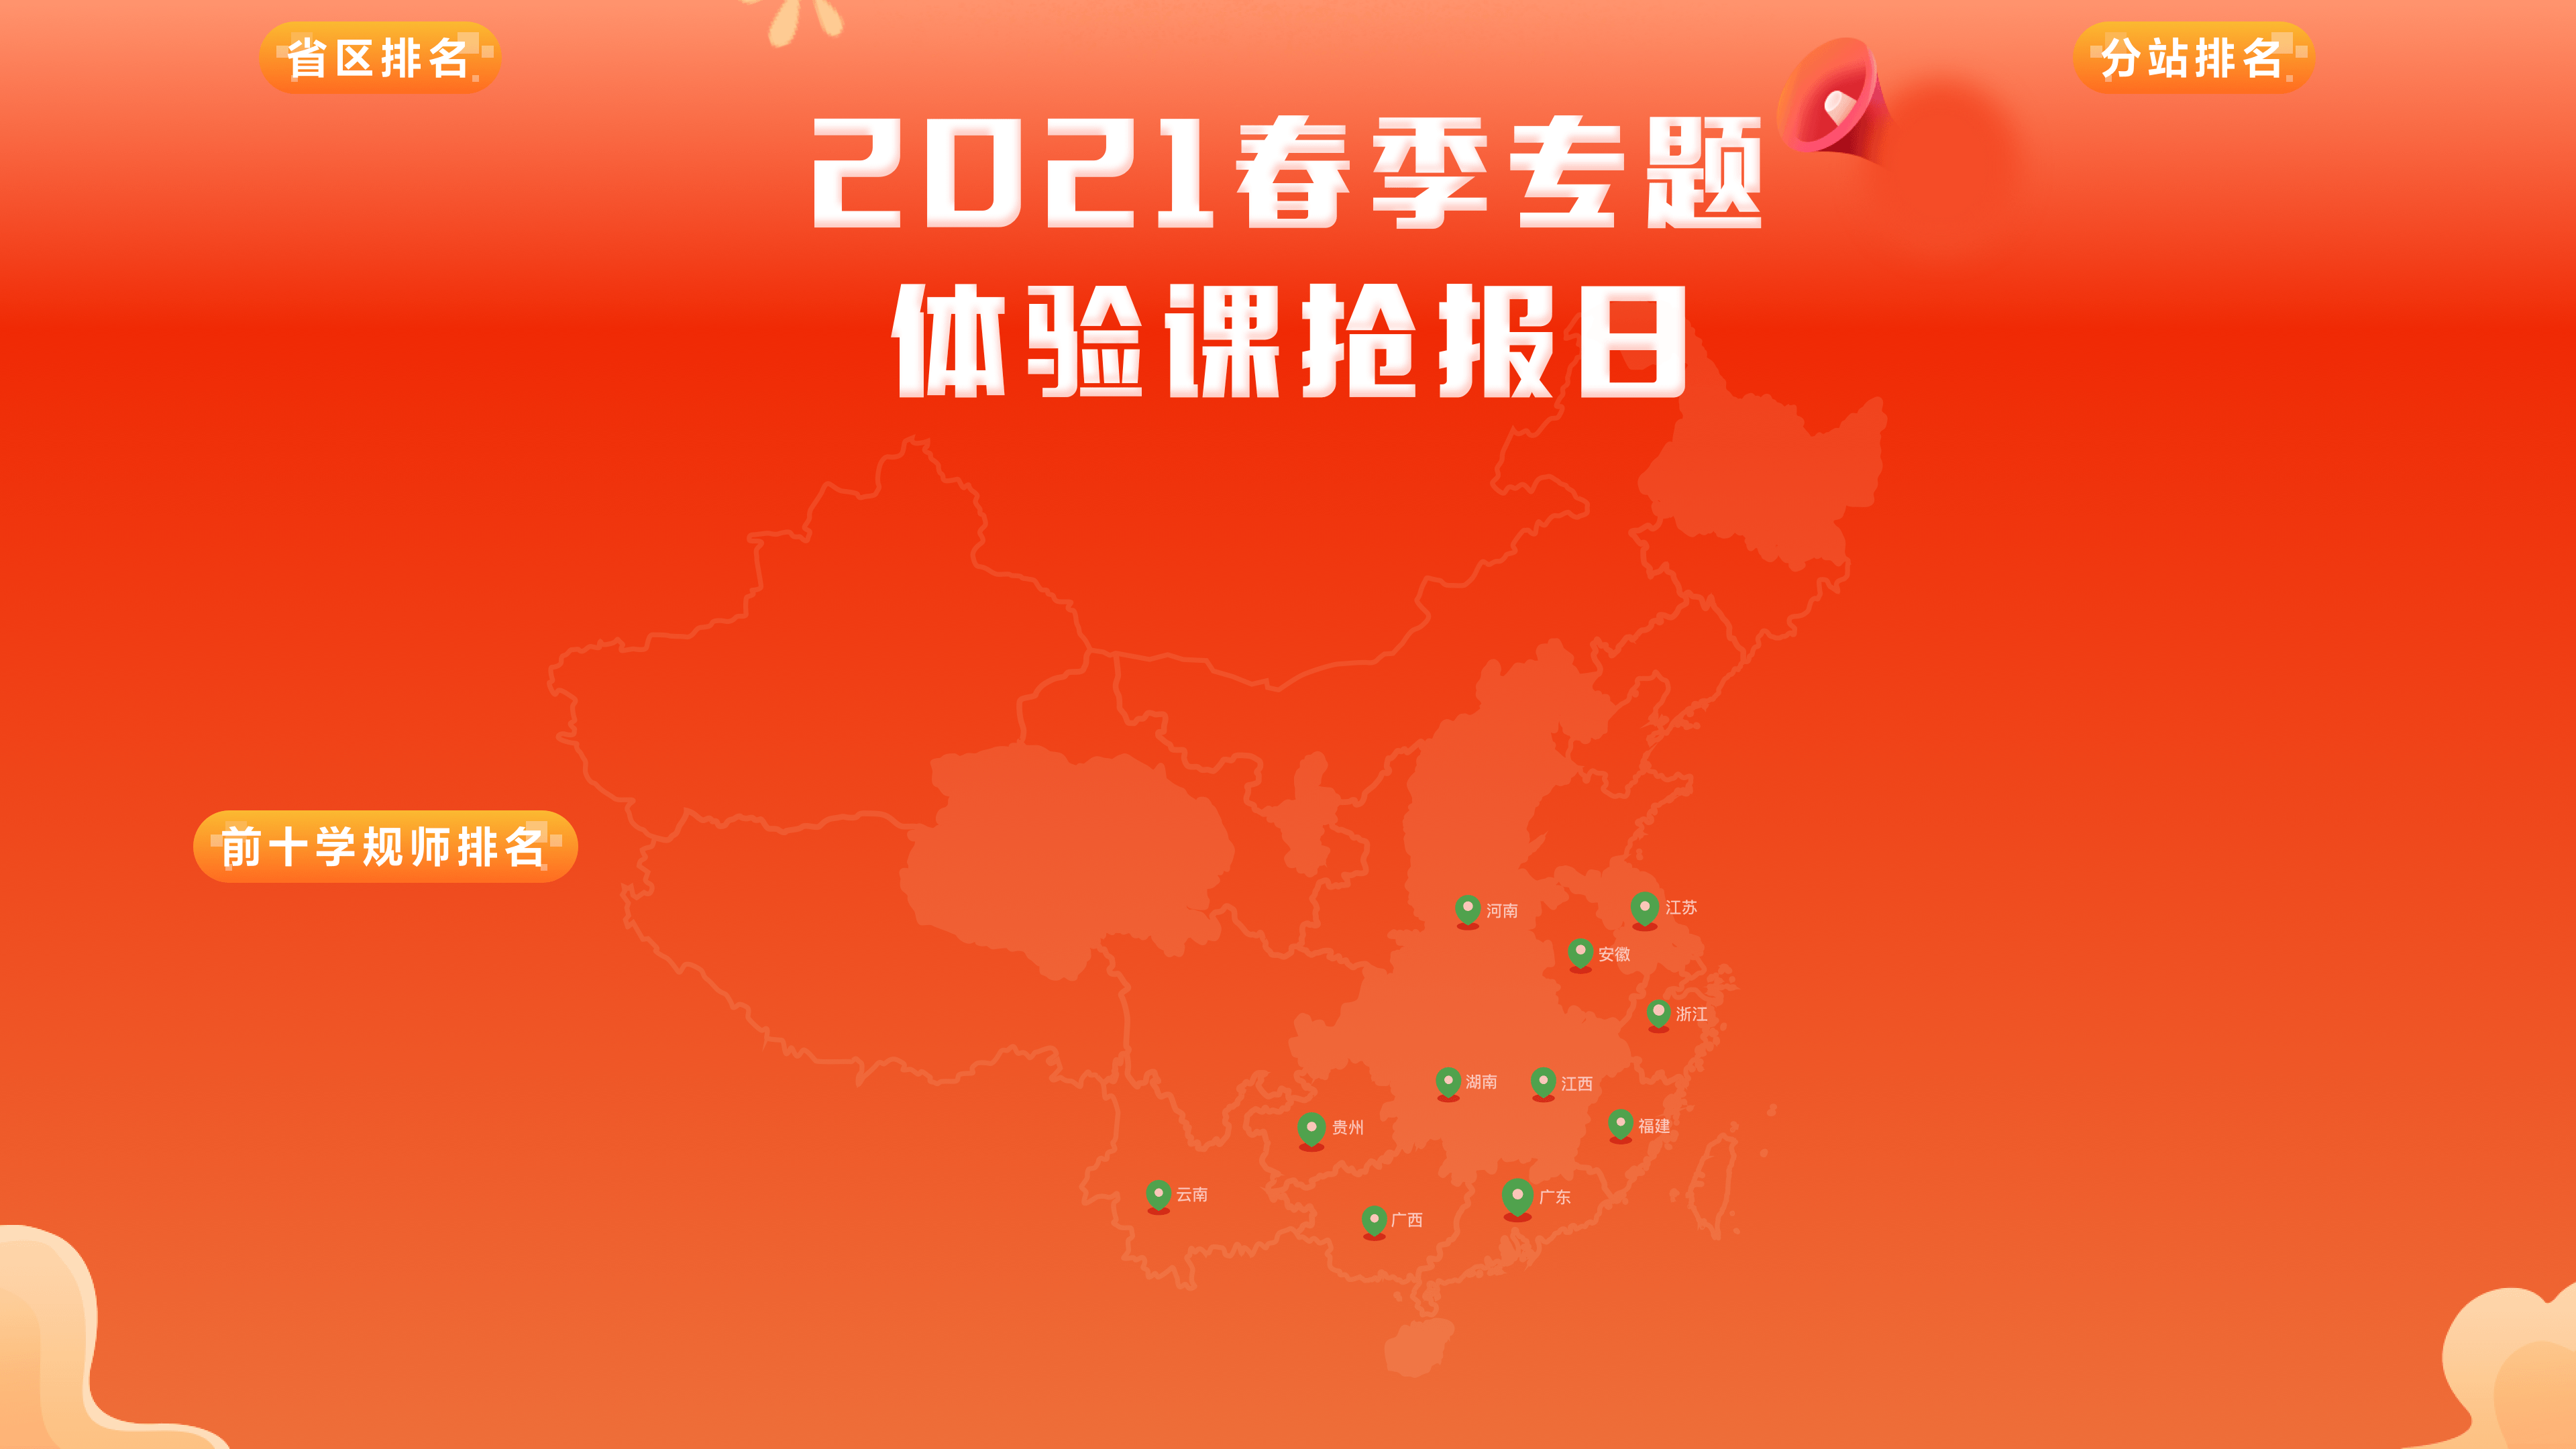 省区排名
分站排名
2021春季专题
体验课抢报日
前十学规师排名
河南
江苏
安徽
浙江
湖南
江西
贵州
福建
云南
广西
广东